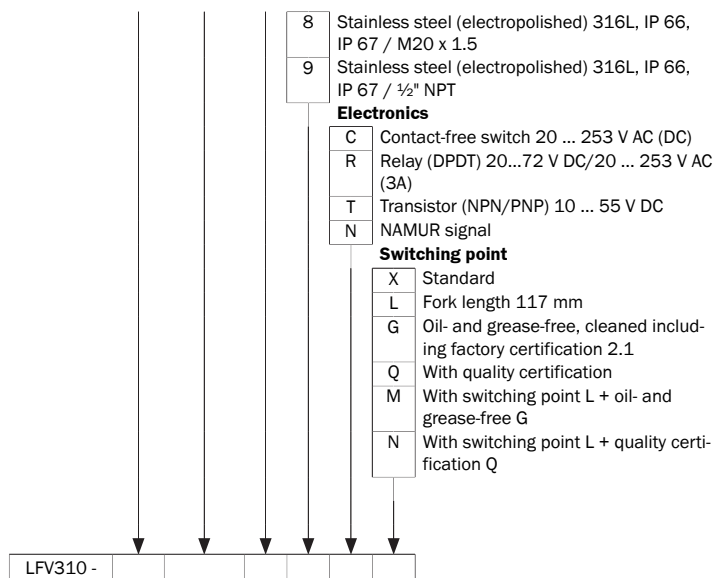 8 Stainless steel (electropolished) 316L, IP 66,
IP 67 / M20 x 1.5
9 Stainless steel (electropolished) 316L, IP 66,
IP 67 / ½" NPT
Electronics
C Contact-free switch 20 ... 253 V AC (DC)
R Relay (DPDT) 20...72 V DC/20 ... 253 V AC
(3A)
T Transistor (NPN/PNP) 10 ... 55 V DC
N NAMUR signal
Switching point
X Standard
L Fork length 117 mm
G Oil- and grease-free, cleaned includ-
ing factory certification 2.1
Q With quality certification
M With switching point L + oil- and
grease-free G
N With switching point L + quality certi-
fication Q
LFV310 -